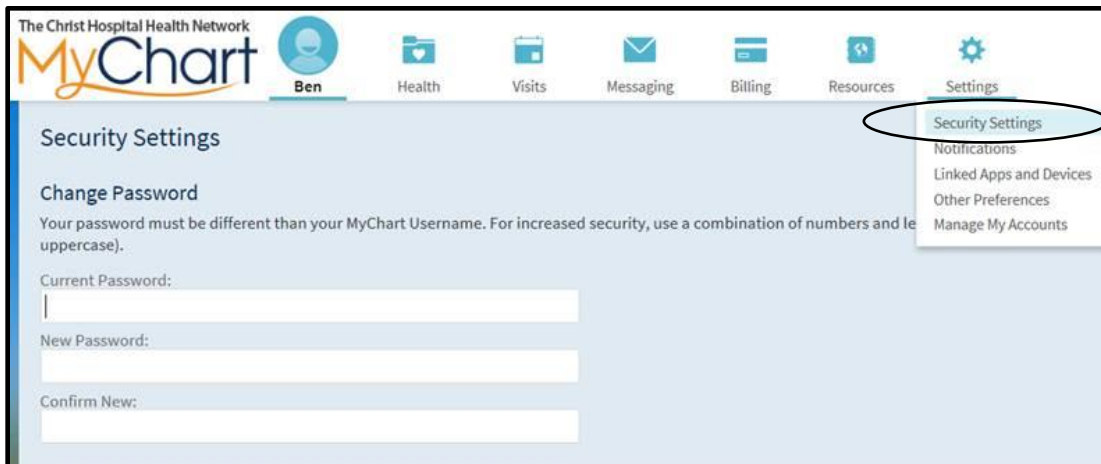 The Christ Hospital Health Network
MyChart
Ben
Health
Visits
Messaging
Billing
Resources
Settings
Security Settings
Notifications
Linked Apps and Devices
Other Preferences
Manage My Accounts
Security Settings
Change Password
Your password must be different than your MyChart Username. For increased security, use a combination of numbers and le
uppercase).
Current Password:
New Password:
Confirm New: